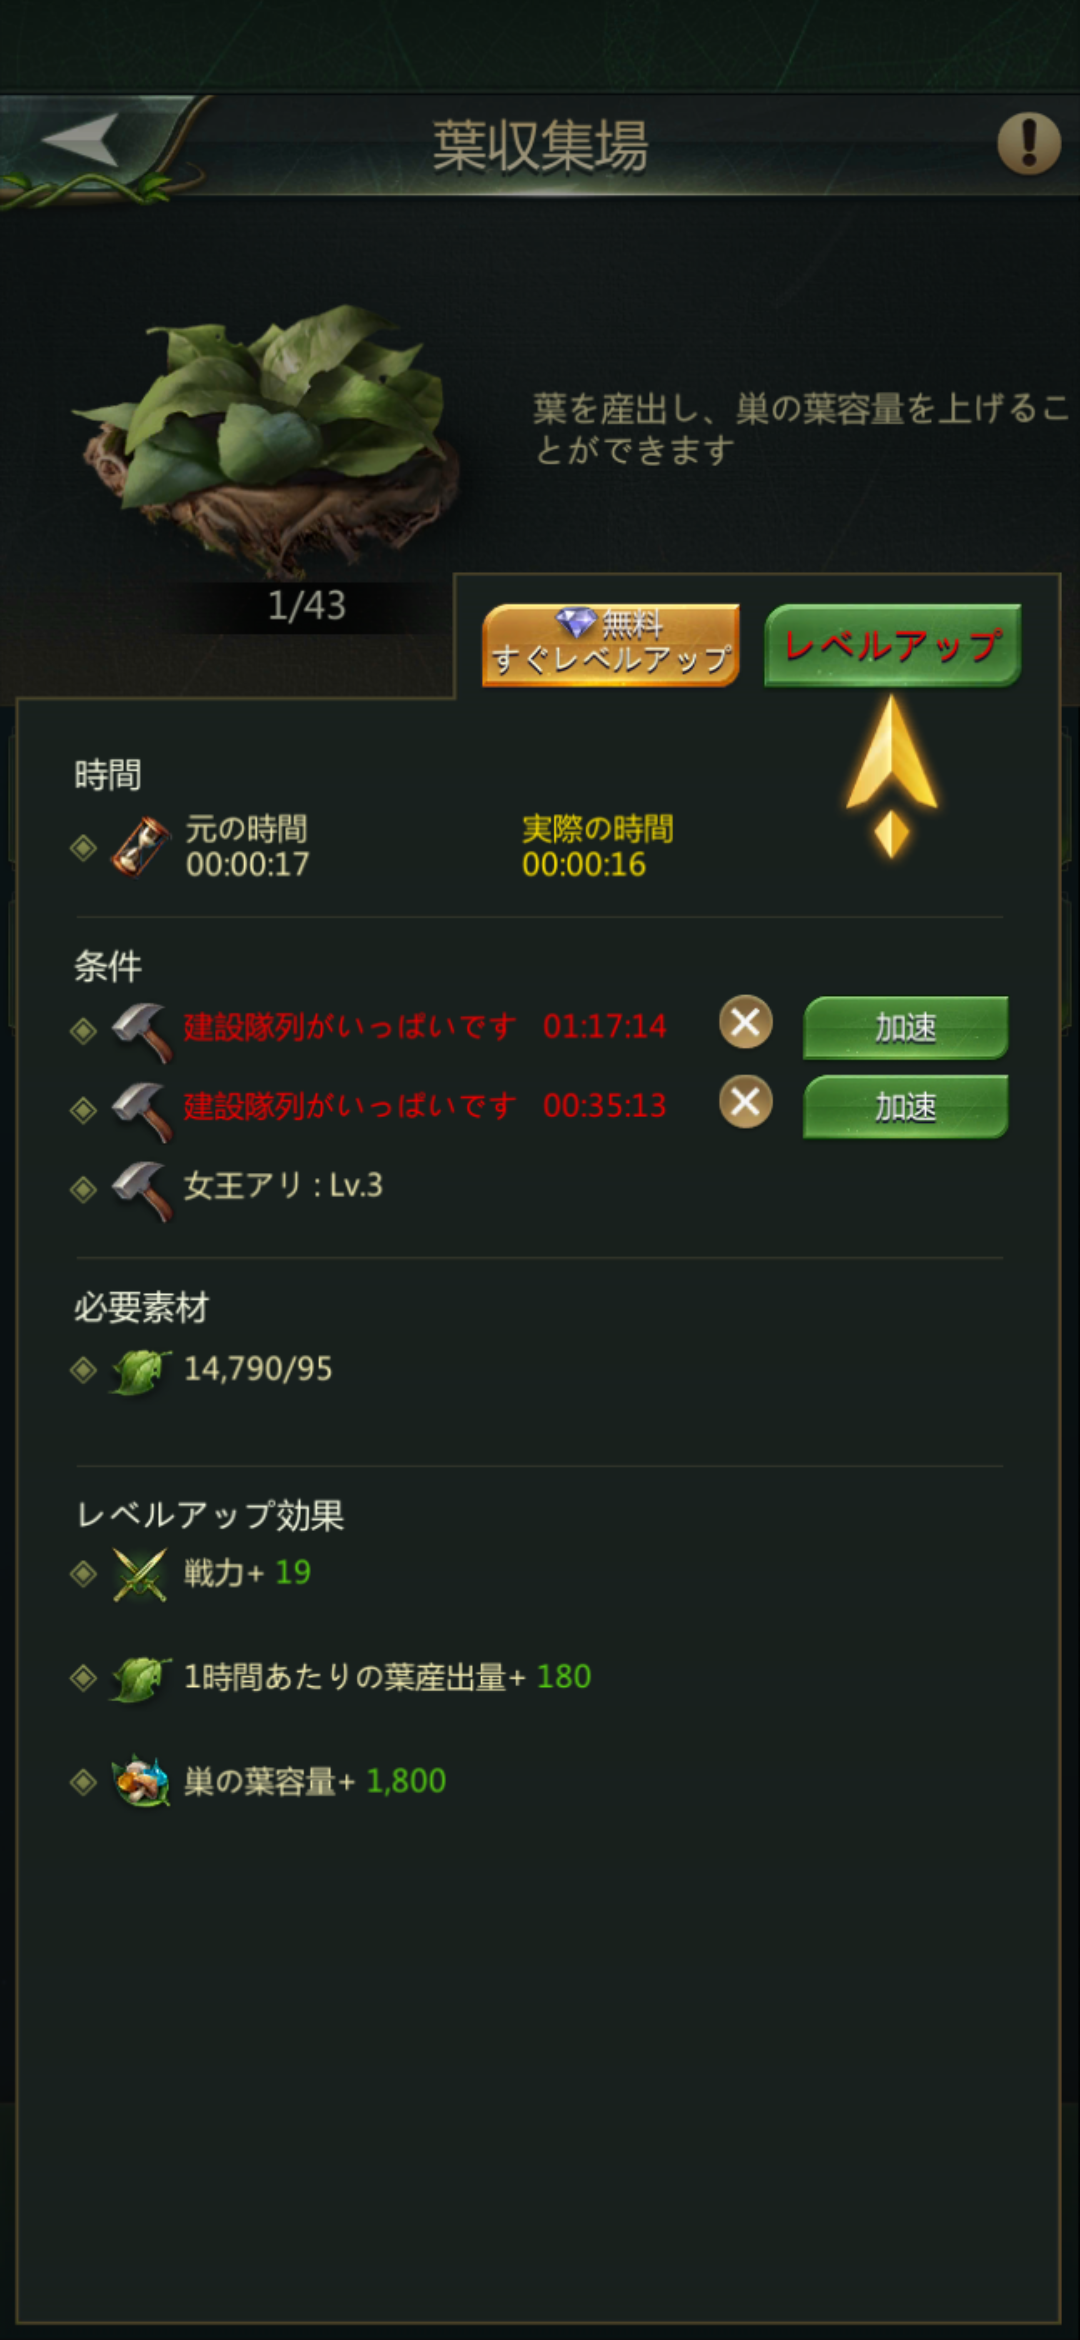 葉収集場
葉を産出し、巣の葉容量を上げるこ
とができます
1/43
無料
すぐレベルアップ
レベルアップ
時間
元の時間
00:00:17
実際の時間
00:00:16
条件
建設隊列がいっぱいです 01:17:14
加速
建設隊列がいっぱいです 00:35:13
加速
女王アリ : Lv.3
必要素材
14,790/95
レベルアップ効果
戦力+ 19
1時間あたりの葉産出量+ 180
巣の葉容量+ 1,800